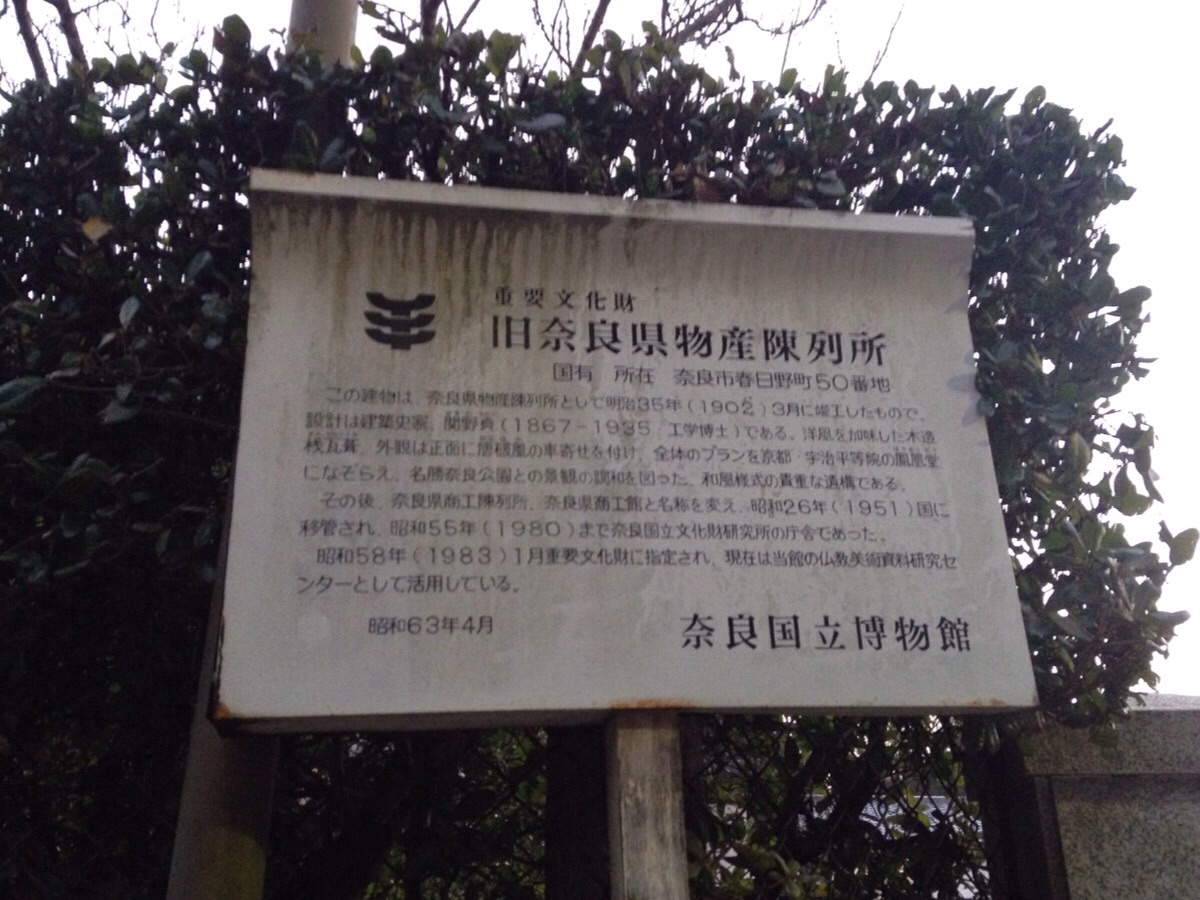 重要文化財
旧奈良県物産陳列所
国有 所在 奈良市春日野町50番地
この建物は、奈良県物産陳列所として明治35年(1902)3月に竣工したもので、
設計は建築史家、関野貞(1867-1935 工学博士)である。洋風を加味した木造
桟瓦葺、外観は正面に唐破風の車寄せを付け、全体のプランを京都・宇治平等院の鳳凰堂
になぞらえ、名勝奈良公園との景観の調和を図った、和風様式の貴重な遺構である。
その後、奈良県商工陳列所、奈良県商工館と名称を変え、昭和26年(1951)国に
移管され、昭和55年(1980)まで奈良国立文化財研究所の庁舎であった。
昭和58年(1983)1月重要文化財に指定され、現在は当館の仏教美術資料研究セ
ンターとして活用している。
昭和63年4月
奈良国立博物館